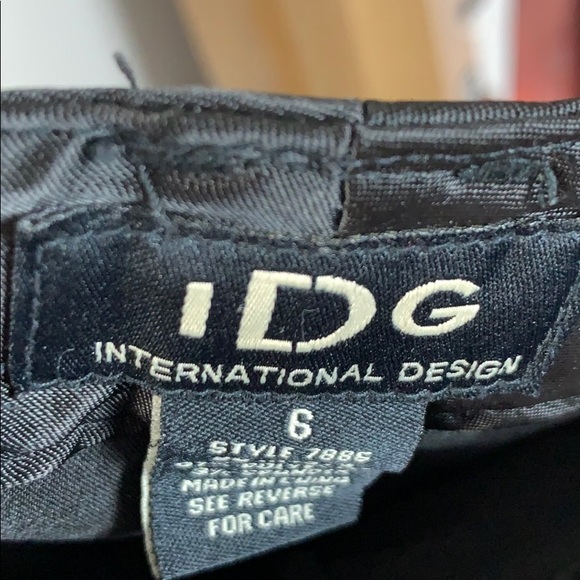 IDG
INTERNATIONAL DESIGN
6
STYLE 7886
MADE IN CHINA
SEE REVERSE
FOR CARE